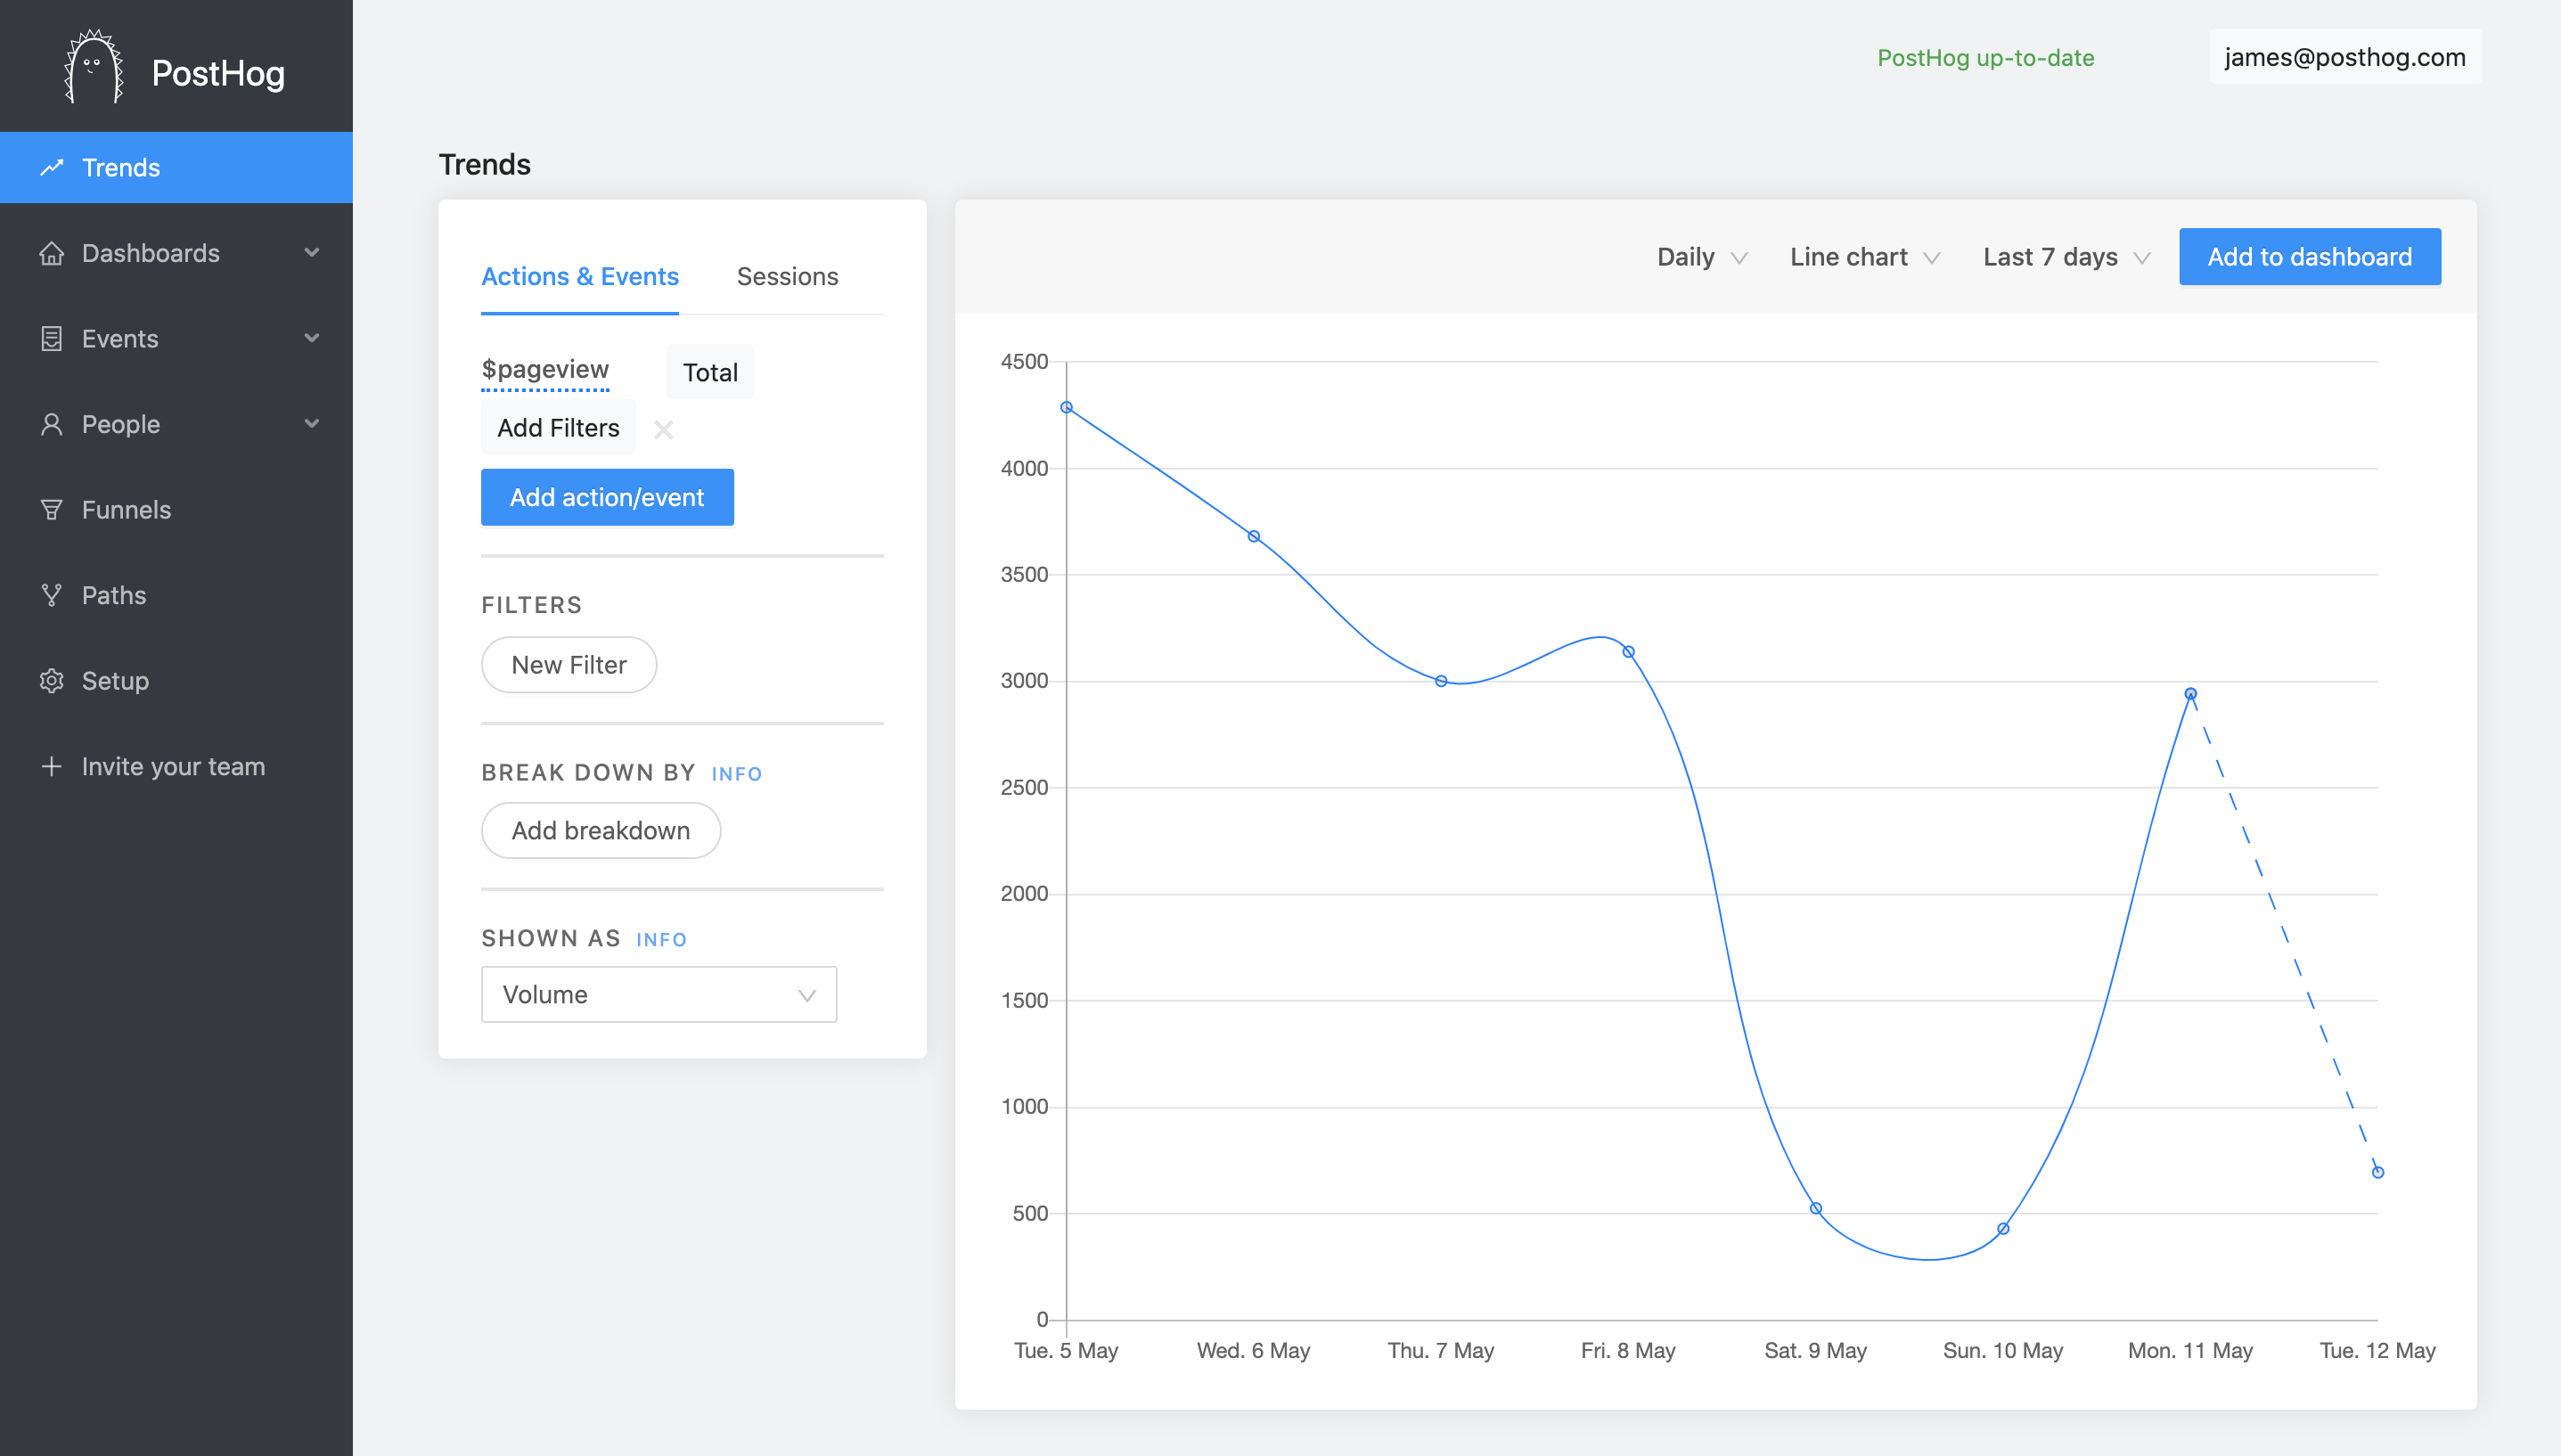 PostHog
PostHog up-to-date
james@posthog.com
Trends
Dashboards
Events
People
Funnels
Paths
Setup
Invite your team
Trends
Actions & Events Sessions
$pageview Total
Add Filters
Add action/event
FILTERS
New Filter
BREAK DOWN BY INFO
Add breakdown
SHOWN AS INFO
Volume
Daily Line chart Last 7 days Add to dashboard
4500
4000
3500
3000
2500
2000
1500
1000
500
0
Tue. 5 May Wed. 6 May Thu. 7 May Fri. 8 May Sat. 9 May Sun. 10 May Mon. 11 May Tue. 12 May